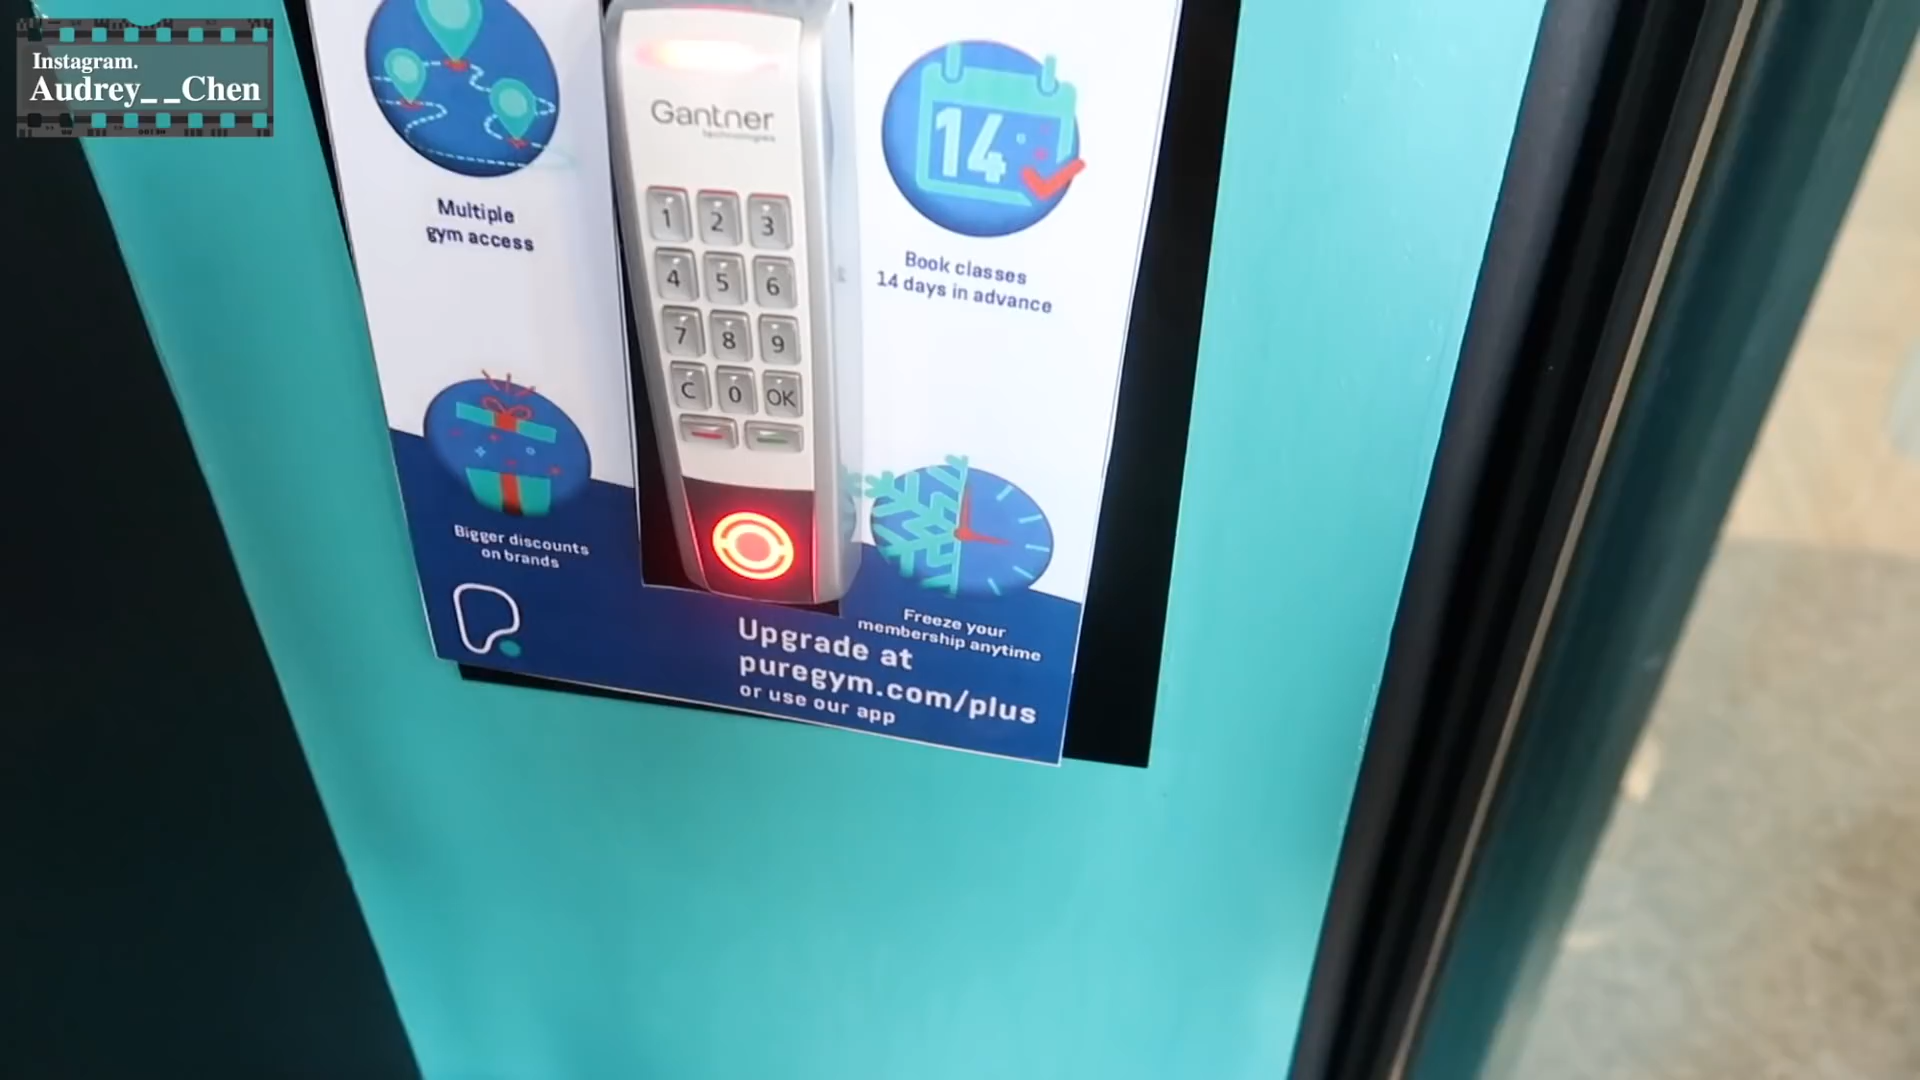 Instagram.
Audrey__Chen
Gantner
technologies
14
Multiple
gym access
Book classes
14 days in advance
1 2 3
4 5 6
7 8 9
C 0 OK
Bigger discounts
on brands
Freeze your
membership anytime
Upgrade at
puregym.com/plus
or use our app